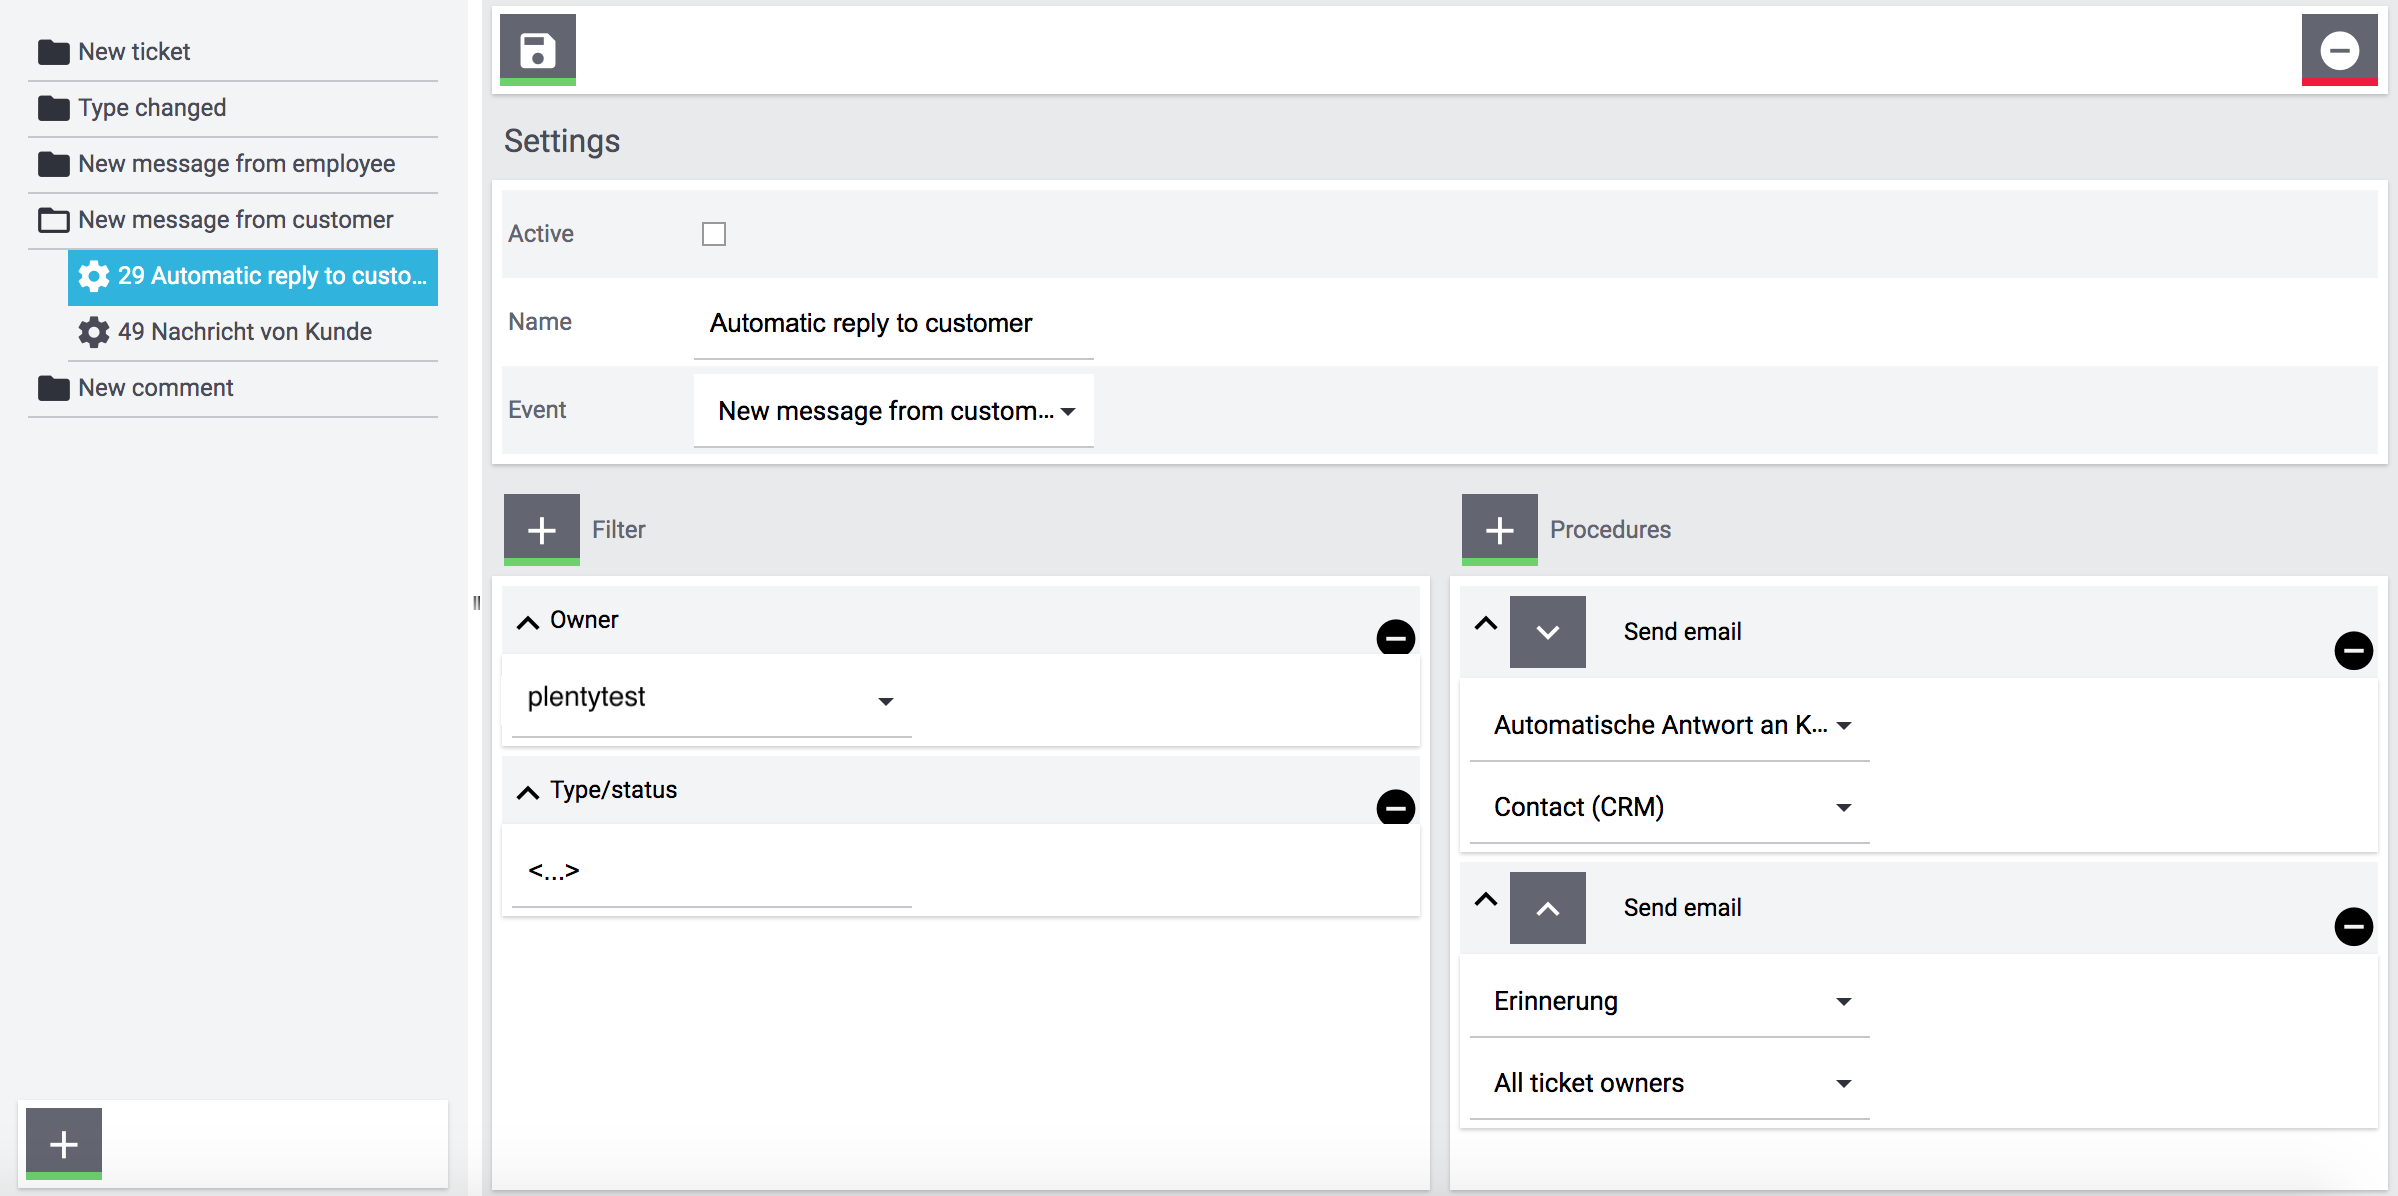 New ticket
Type changed
New message from employee
New message from customer
29 Automatic reply to custo...
49 Nachricht von Kunde
New comment
Settings
Active
Name
Automatic reply to customer
Event
New message from custom...
Filter
Owner
plentytest
Type/status
<...>
Procedures
Send email
Automatische Antwort an K...
Contact (CRM)
Send email
Erinnerung
All ticket owners